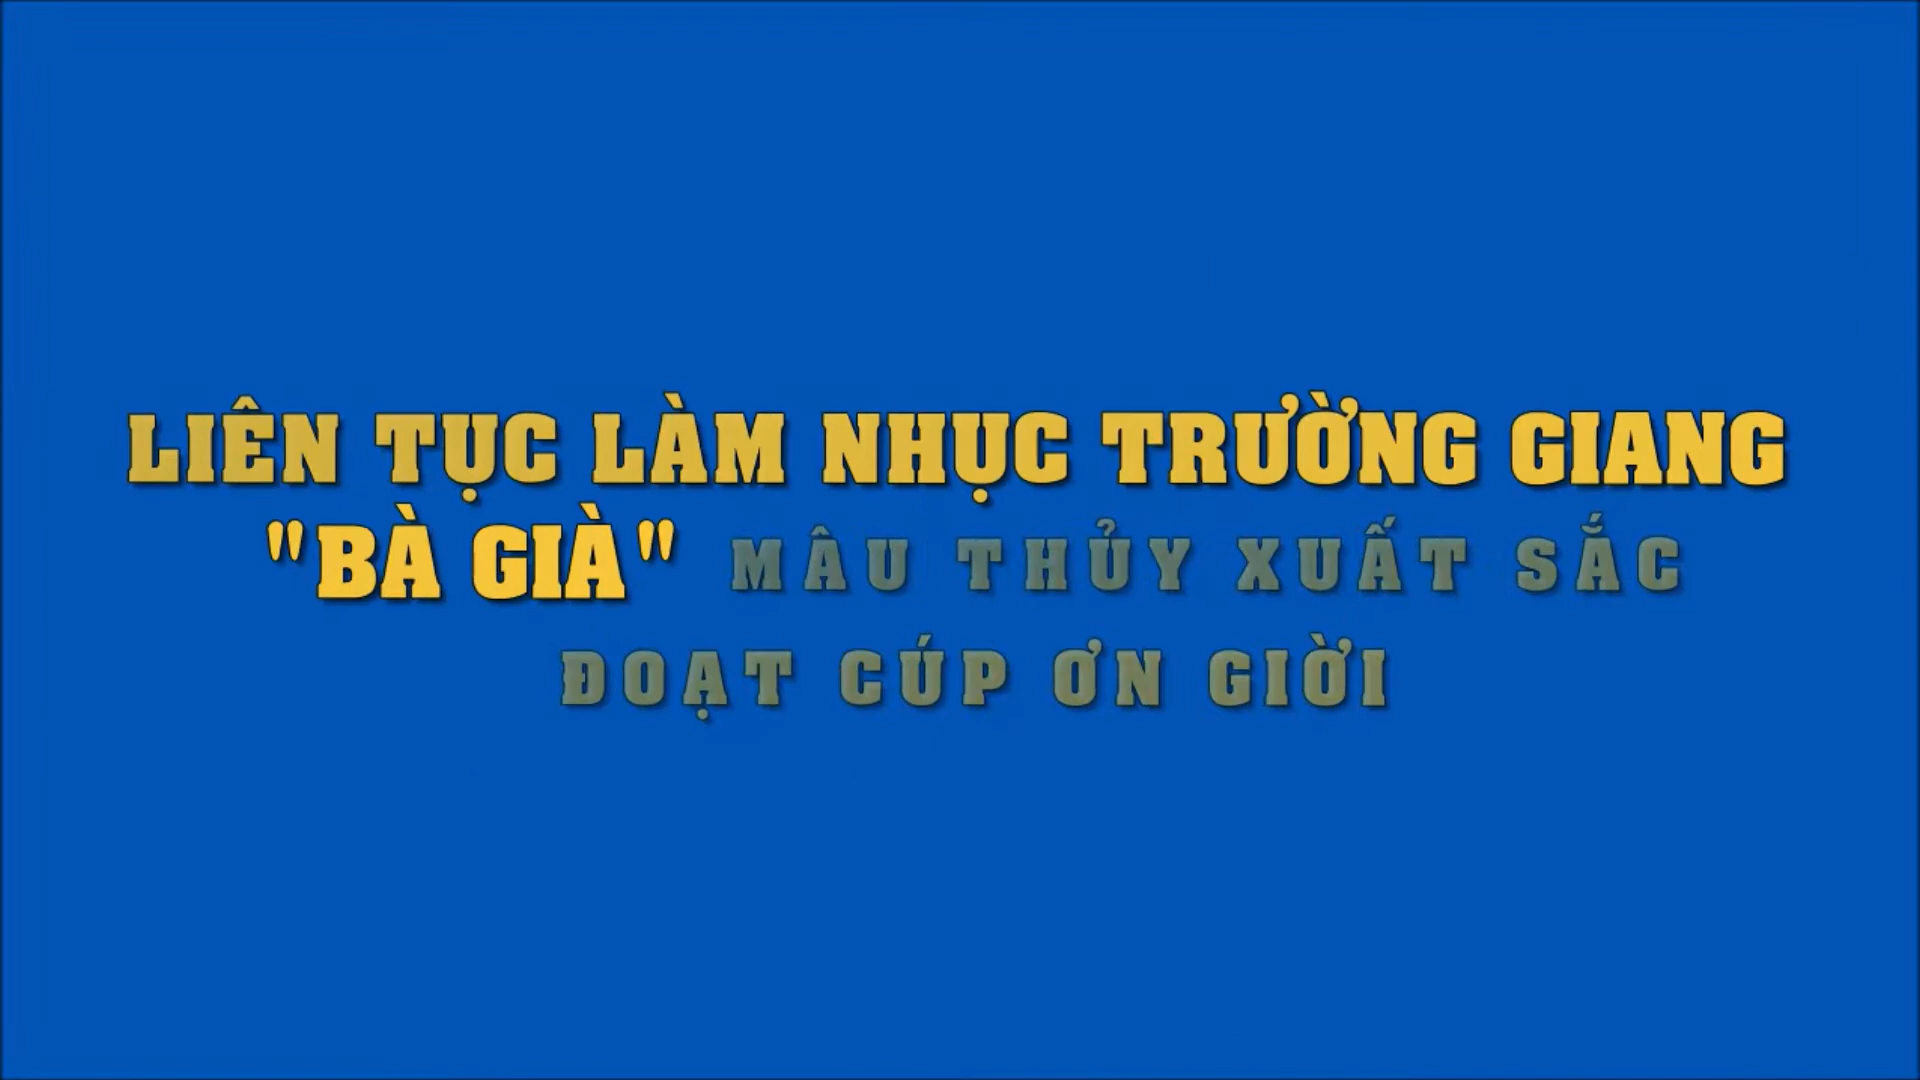 LIÊN TỤC LÀM NHỤC TRƯỜNG GIANG
"BÀ GIÀ" MÂU THỦY XUẤT SẮC
ĐOẠT CÚP ƠN GIỜI